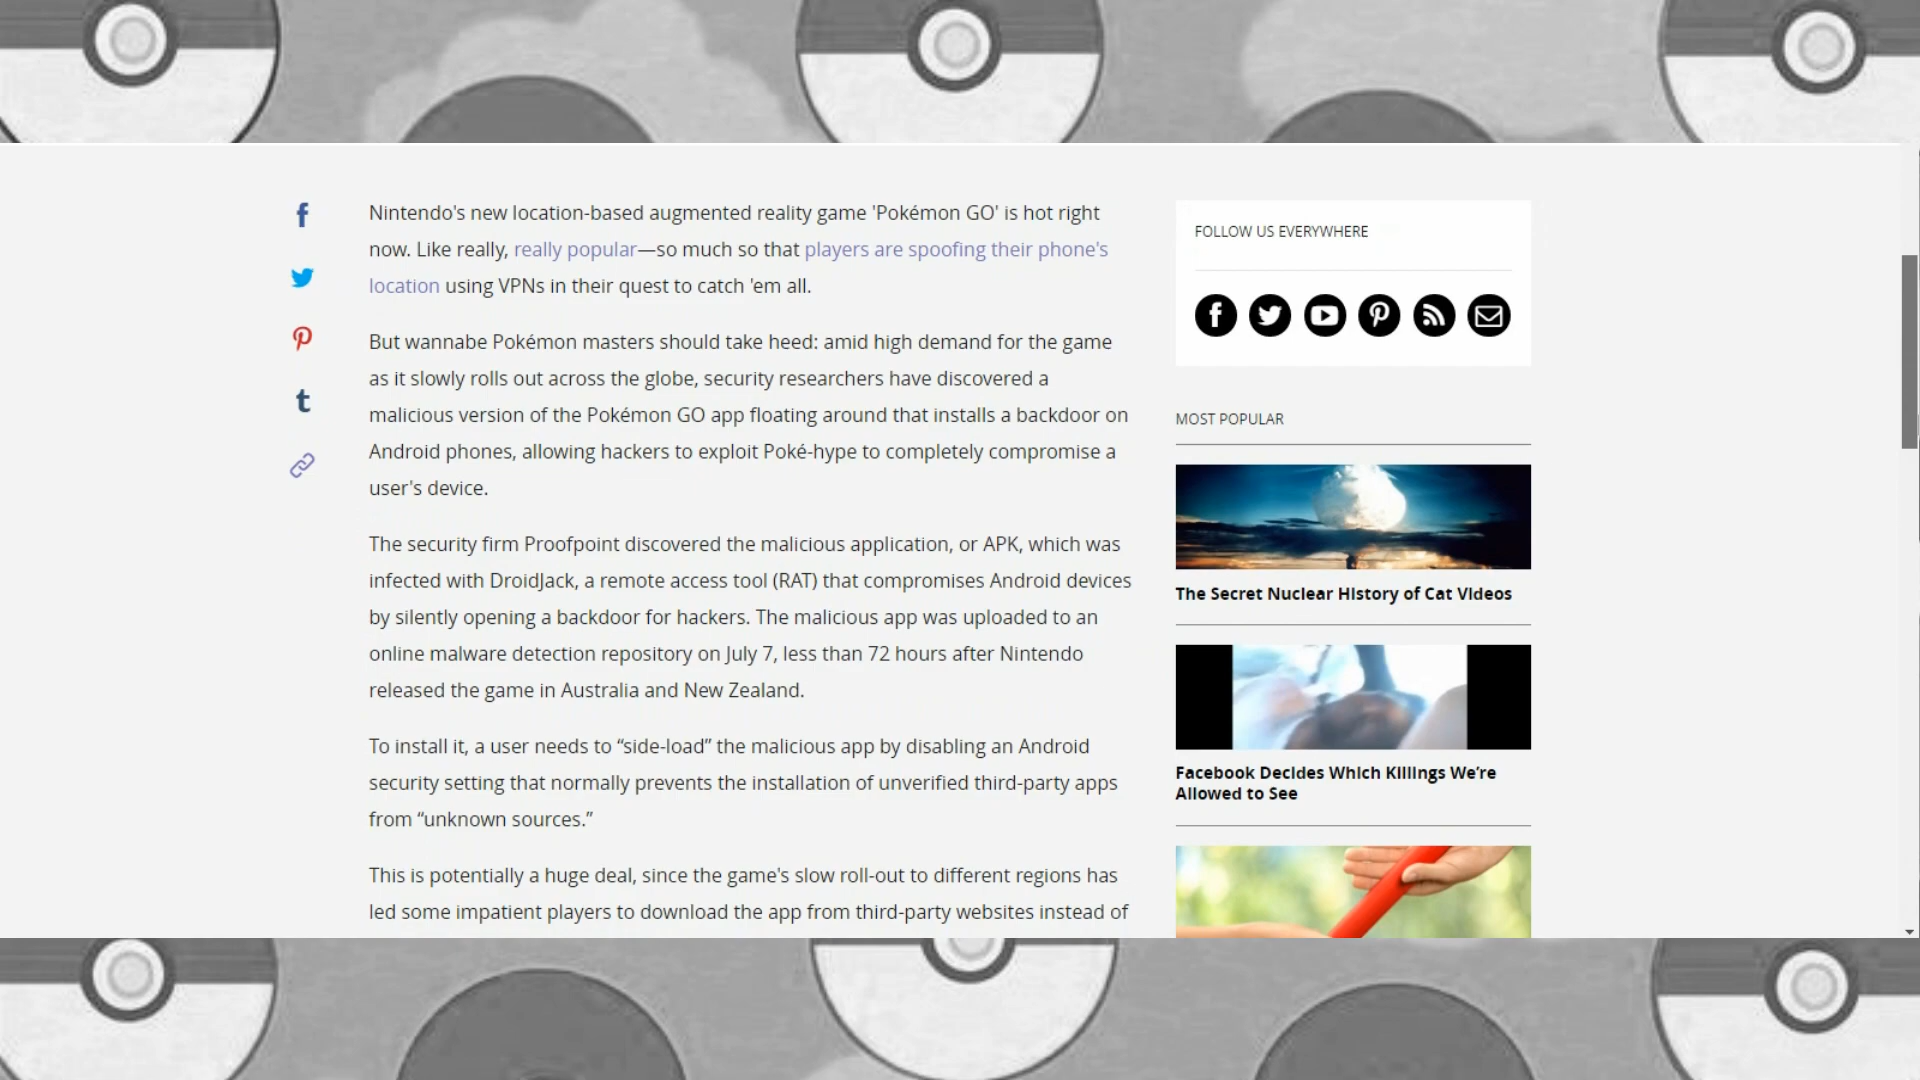 Nintendo's new location-based augmented reality game 'Pokémon GO' is hot right
now. Like really, really popular—so much so that players are spoofing their phone's
location using VPNs in their quest to catch 'em all.
But wannabe Pokémon masters should take heed: amid high demand for the game
as it slowly rolls out across the globe, security researchers have discovered a
malicious version of the Pokémon GO app floating around that installs a backdoor on
Android phones, allowing hackers to exploit Poké-hype to completely compromise a
user's device.
The security firm Proofpoint discovered the malicious application, or APK, which was
infected with DroidJack, a remote access tool (RAT) that compromises Android devices
by silently opening a backdoor for hackers. The malicious app was uploaded to an
online malware detection repository on July 7, less than 72 hours after Nintendo
released the game in Australia and New Zealand.
To install it, a user needs to “side-load” the malicious app by disabling an Android
security setting that normally prevents the installation of unverified third-party apps
from “unknown sources.”
This is potentially a huge deal, since the game's slow roll-out to different regions has
led some impatient players to download the app from third-party websites instead of
FOLLOW US EVERYWHERE
MOST POPULAR
The Secret Nuclear History of Cat Videos
Facebook Decides Which Killings We’re
Allowed to See